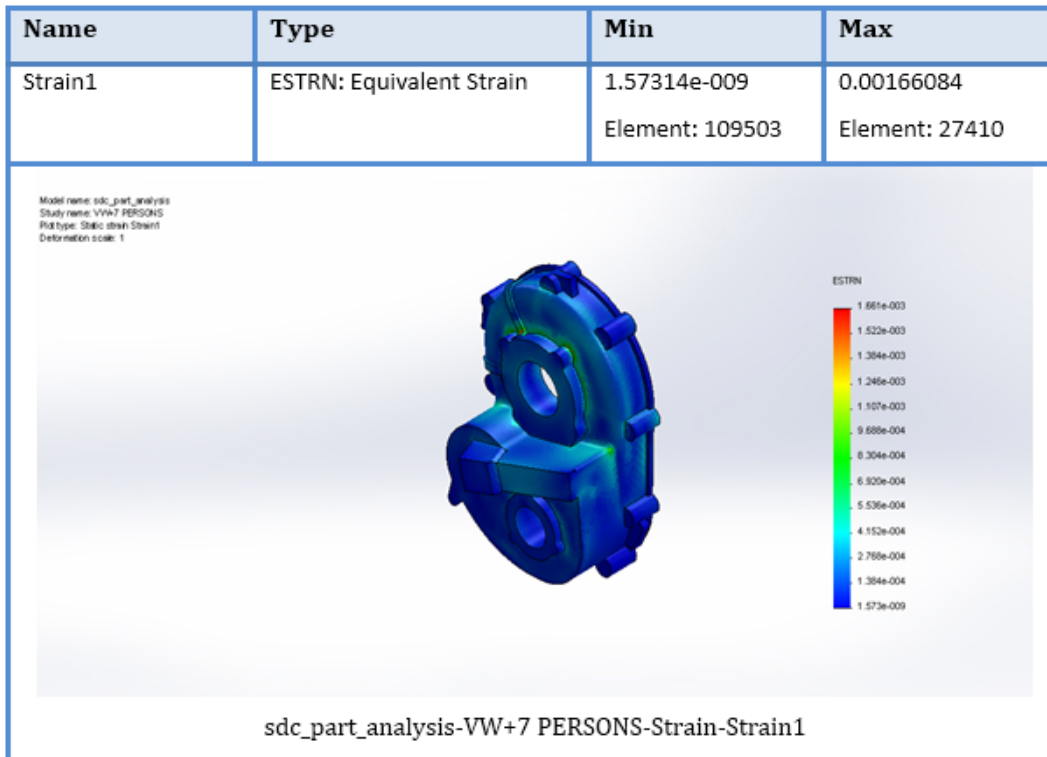 Name Type Min Max
Strain1 ESTRN: Equivalent Strain 1.57314e-009 0.00166084
Element: 109503 Element: 27410
Model name: sdc_part_analysis
Study name: VW+7 PERSONS
Plot type: Static strain Strain1
Deformation scale: 1
ESTRN
1.661e-003
1.522e-003
1.384e-003
1.246e-003
1.107e-003
9.688e-004
8.304e-004
6.920e-004
5.536e-004
4.152e-004
2.768e-004
1.384e-004
1.573e-009
sdc_part_analysis-VW+7 PERSONS-Strain-Strain1